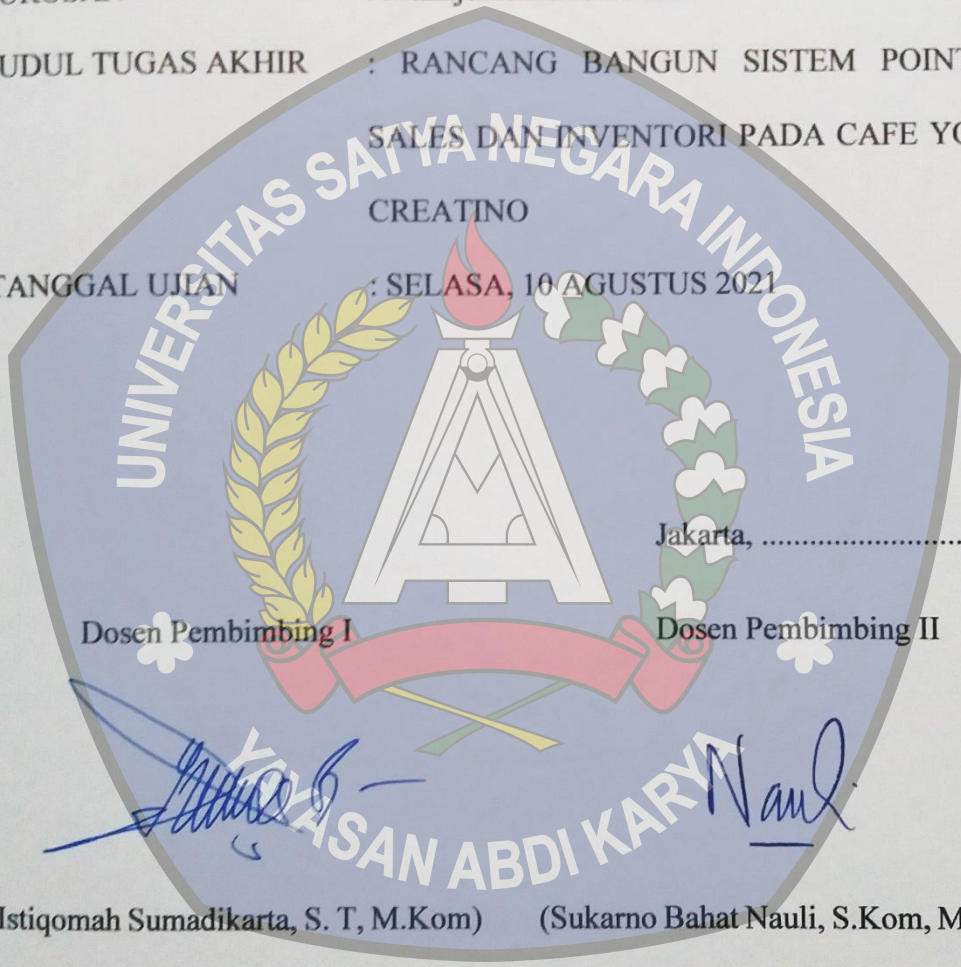 UDUL TUGAS AKHIR : RANCANG BANGUN SISTEM POINT
SALES DAN INVENTORI PADA CAFE YO
CREATINO
TANGGAL UJIAN : SELASA, 10 AGUSTUS 2021
UNIVERSITAS SATYA NEGARA INDONESIA
Jakarta, ..........................
Dosen Pembimbing I Dosen Pembimbing II
Nauli
YAYASAN ABDI KARYA
Istiqomah Sumadikarta, S. T, M.Kom) (Sukarno Bahat Nauli, S.Kom, M